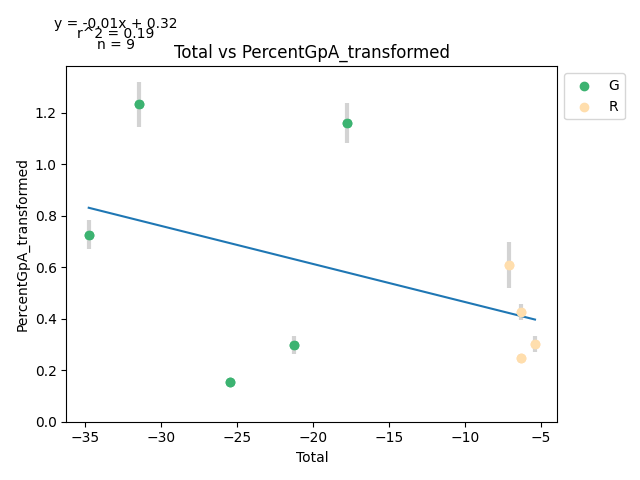 y = -0.01x + 0.32
r^2 = 0.19
n = 9
Total vs PercentGpA_transformed
G
R
PercentGpA_transformed
1.2
1.0
0.8
0.6
0.4
0.2
0.0
−35 −30 −25 −20 −15 −10 −5
Total